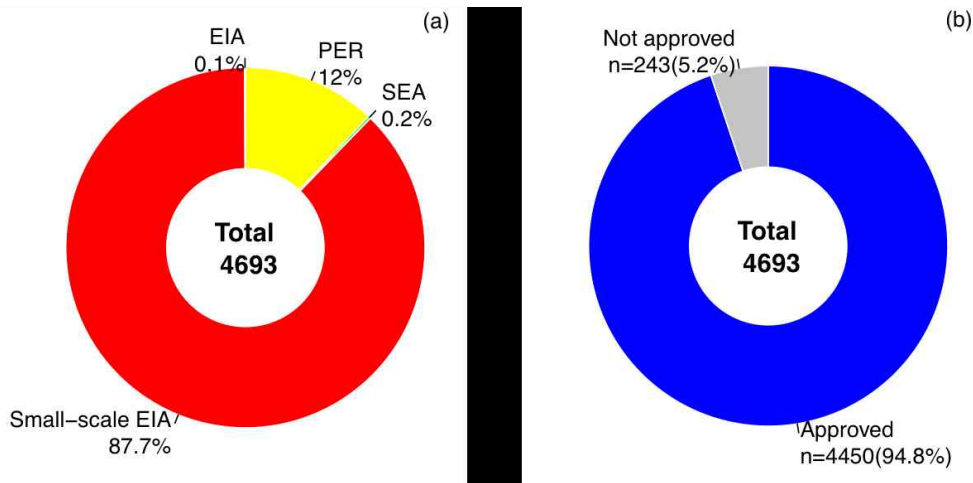 (a)
EIA
0.1%
PER
12%
SEA
0.2%
Total
4693
Small–scale EIA
87.7%
(b)
Not approved
n=243(5.2%)
Total
4693
Approved
n=4450(94.8%)